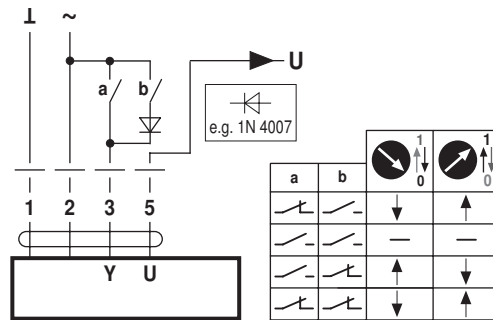 ⊥ ~
a b
U
e.g. 1N 4007
1 2 3 5
Y U
a b 1 0 1 0
— —